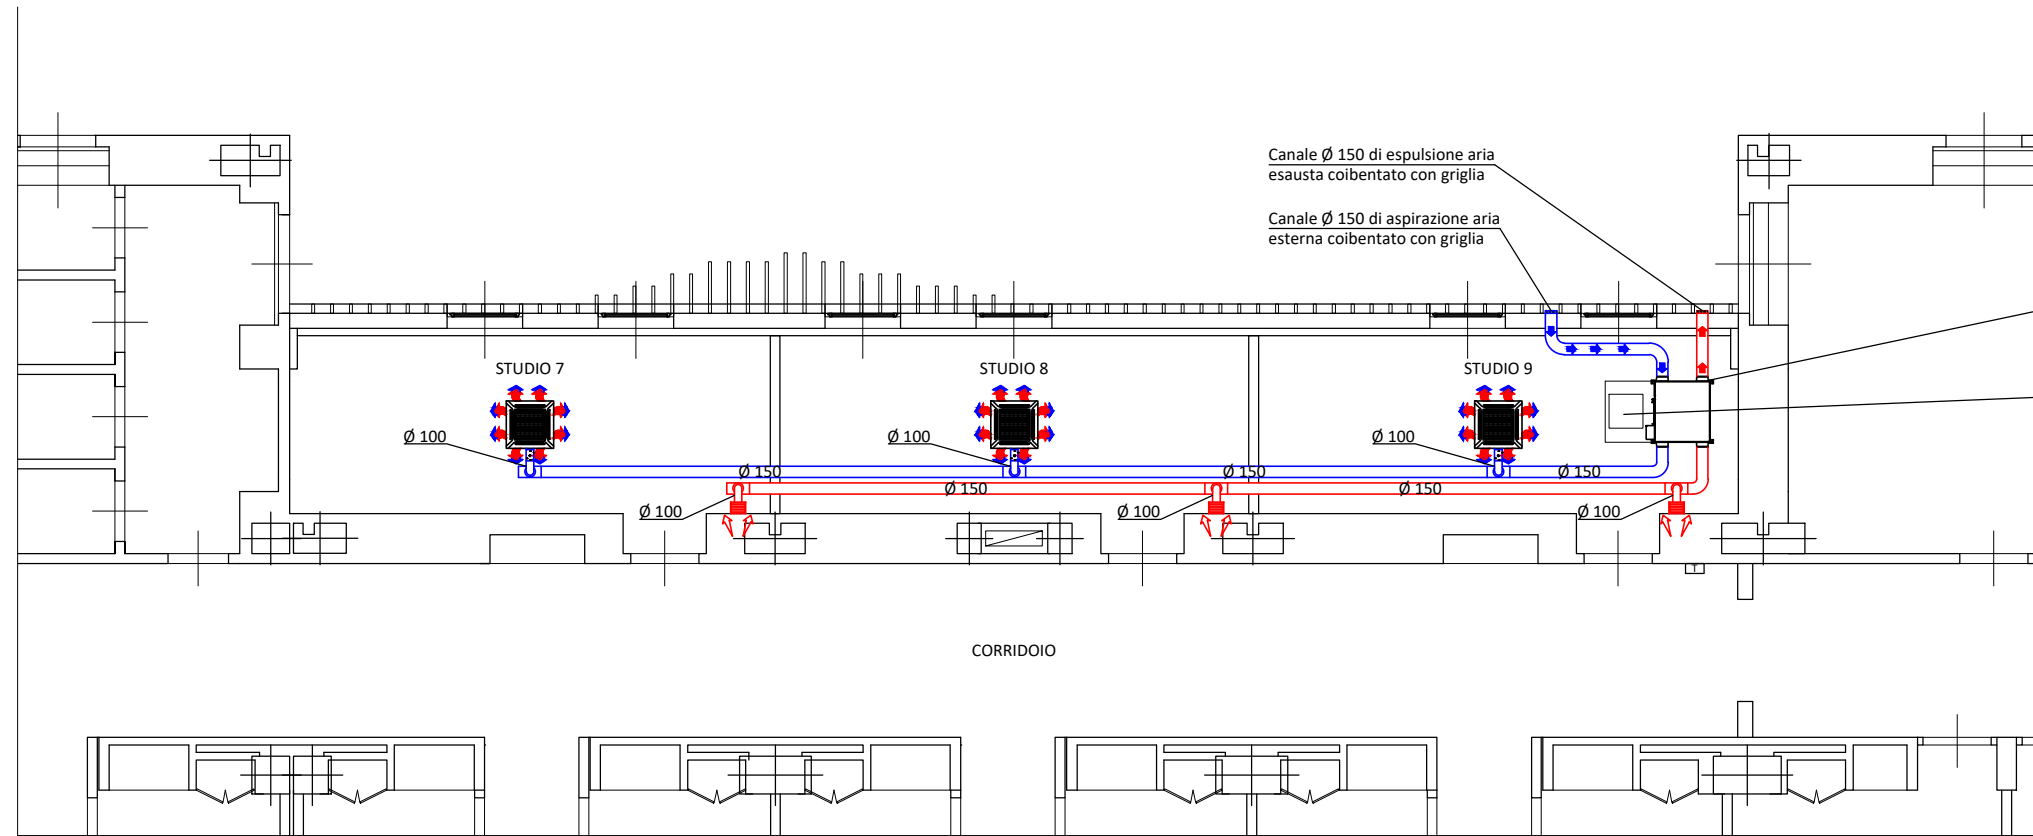 Canale Ø 150 di espulsione aria
esausta coibentato con griglia
Canale Ø 150 di aspirazione aria
esterna coibentato con griglia
STUDIO 7
STUDIO 8
STUDIO 9
Ø 100
Ø 100
Ø 100
Ø 150
Ø 150
Ø 150
Ø 150
Ø 150
Ø 100
Ø 100
Ø 100
T
CORRIDOIO